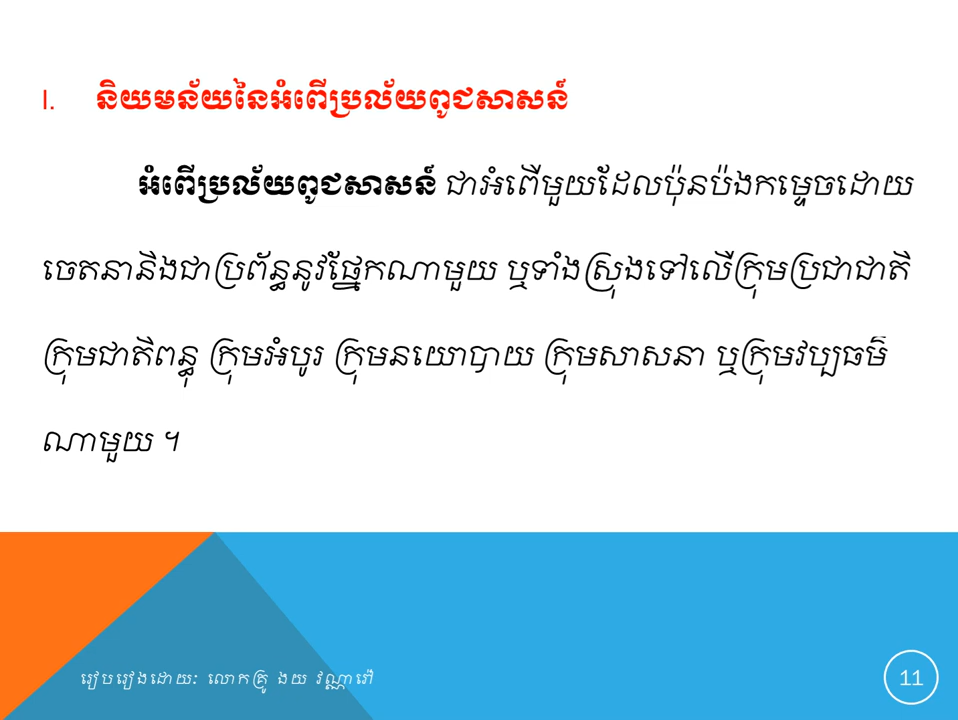 I. និយមន័យនៃអំពើប្រល័យពូជសាសន៍
អំពើប្រល័យពូជសាសន៍ ជាអំពើមួយដែលប៉ុនប៉ងកម្ទេចដោយ
ចេតនានិងជាប្រព័ន្ធនូវផ្នែកណាមួយ ឬទាំងស្រុងទៅលើក្រុមប្រជាជាតិ
ក្រុមជាតិពន្ធុ ក្រុមអំបូរ ក្រុមនយោបាយ ក្រុមសាសនា ឬក្រុមវប្បធម៌
ណាមួយ ។
រៀបរៀងដោយៈ លោកគ្រូ ងយ វណ្ណារ៉ា
11